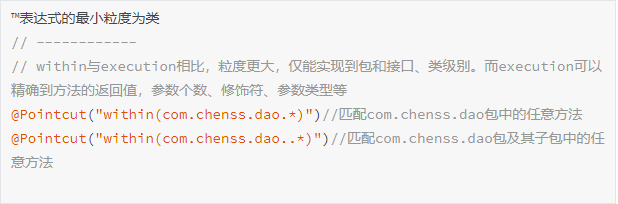 ™表达式的最小粒度为类
// ------------
// within与execution相比，粒度更大，仅能实现到包和接口、类级别。而execution可以
精确到方法的返回值，参数个数、修饰符、参数类型等
@Pointcut("within(com.chenss.dao.*)")//匹配com.chenss.dao包中的任意方法
@Pointcut("within(com.chenss.dao..*)")//匹配com.chenss.dao包及其子包中的任
意方法